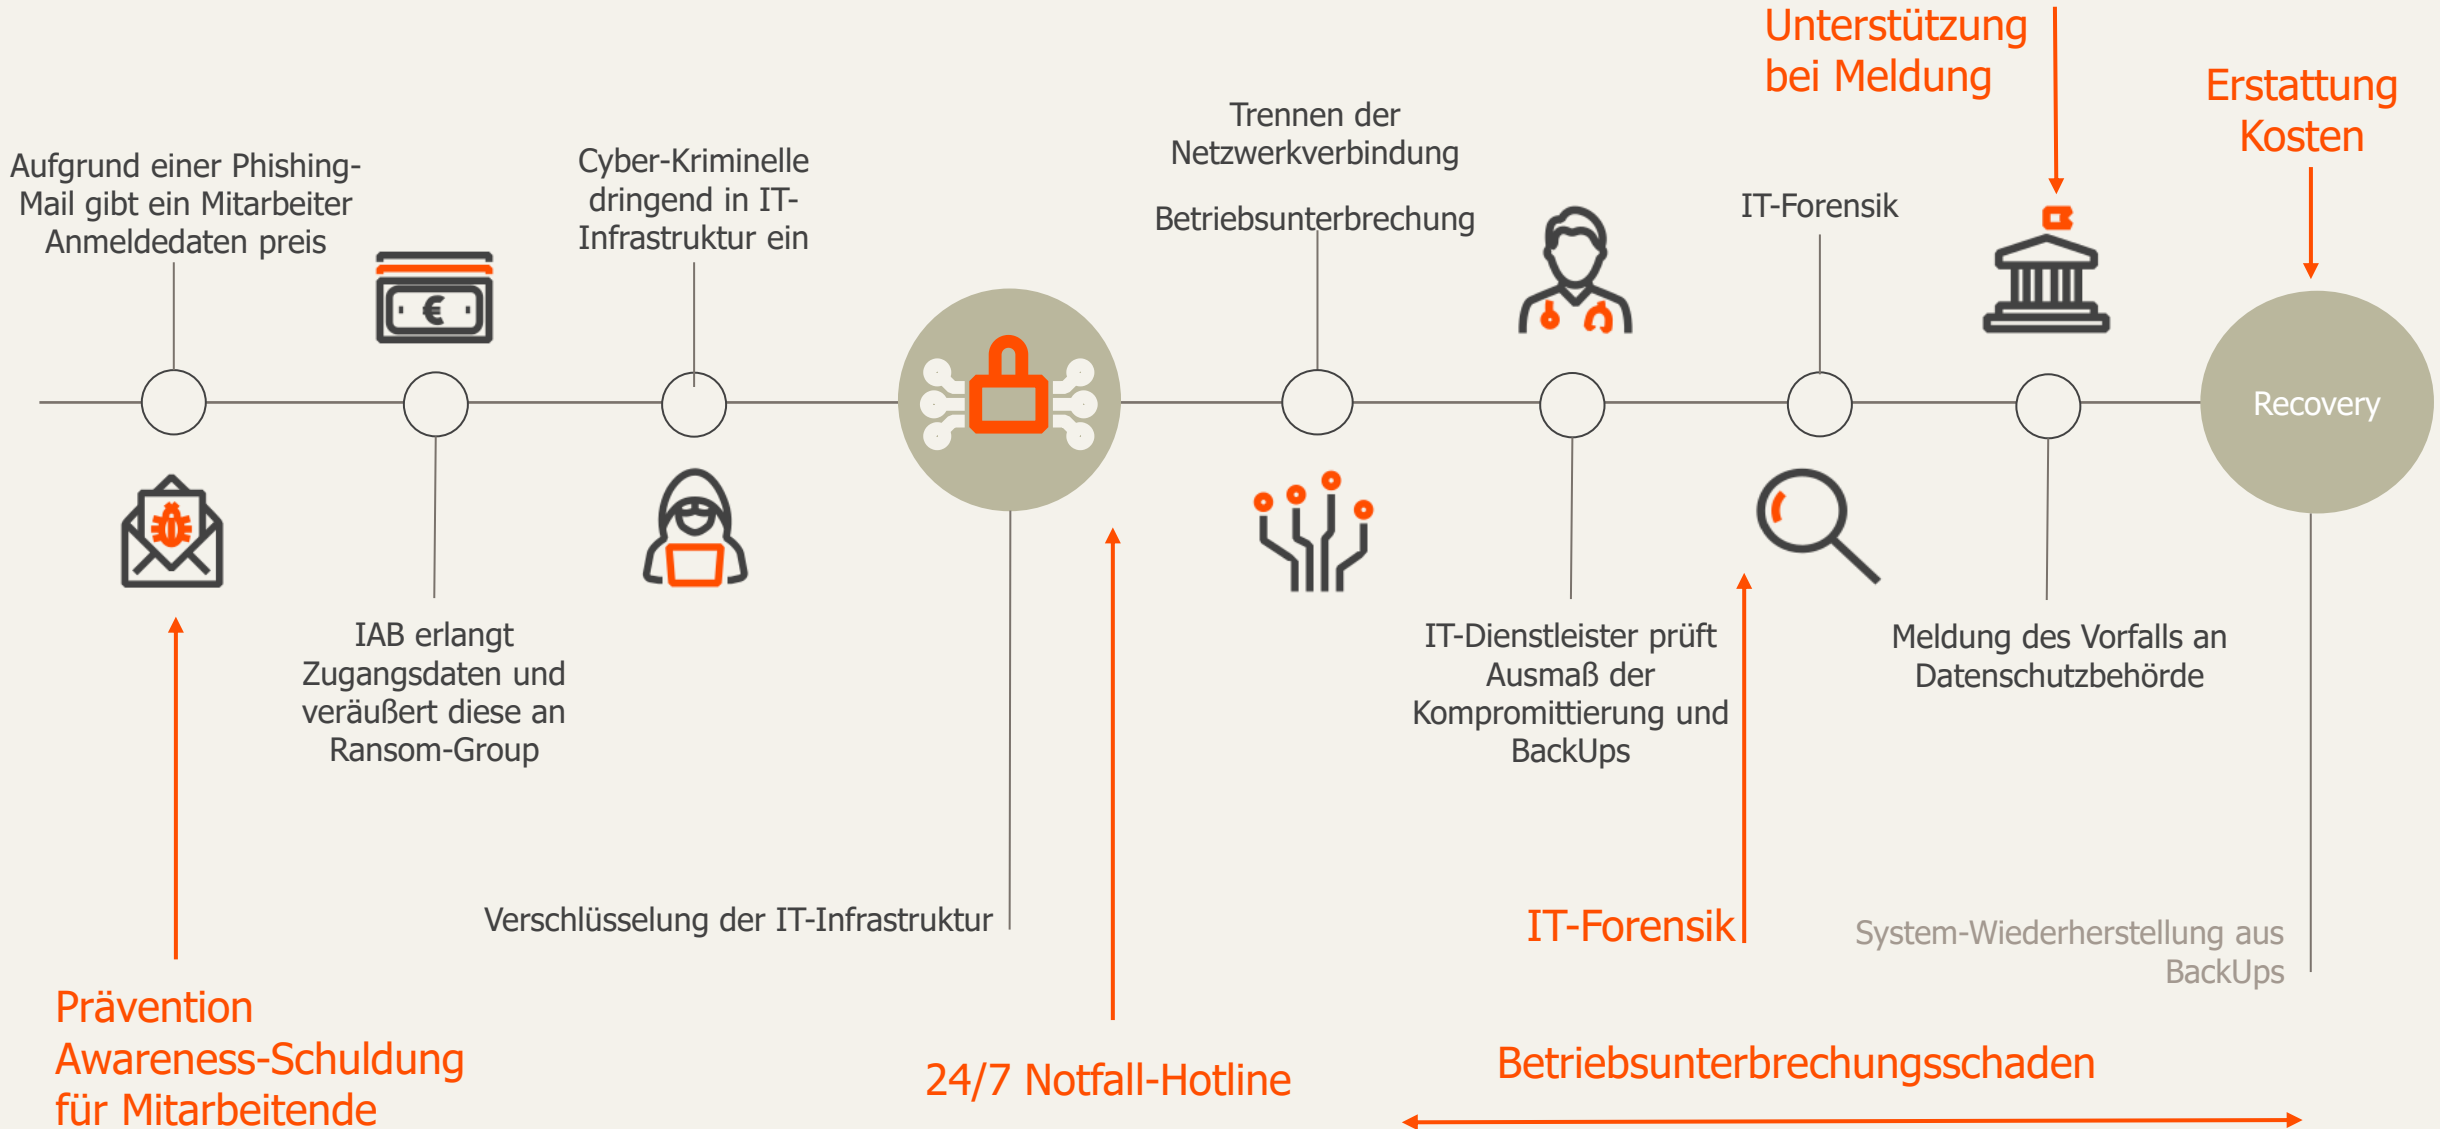 Unterstützung
bei Meldung
Erstattung
Kosten
Aufgrund einer Phishing-
Mail gibt ein Mitarbeiter
Anmeldedaten preis
Cyber-Kriminelle
dringend in IT-
Infrastruktur ein
Trennen der
Netzwerkverbindung
Betriebsunterbrechung
IT-Forensik
€
Recovery
IAB erlangt
Zugangsdaten und
veräußert diese an
Ransom-Group
IT-Dienstleister prüft
Ausmaß der
Kompromittierung und
BackUps
Meldung des Vorfalls an
Datenschutzbehörde
Verschlüsselung der IT-Infrastruktur
IT-Forensik
System-Wiederherstellung aus
BackUps
Prävention
Awareness-Schuldung
für Mitarbeitende
24/7 Notfall-Hotline
Betriebsunterbrechungsschaden